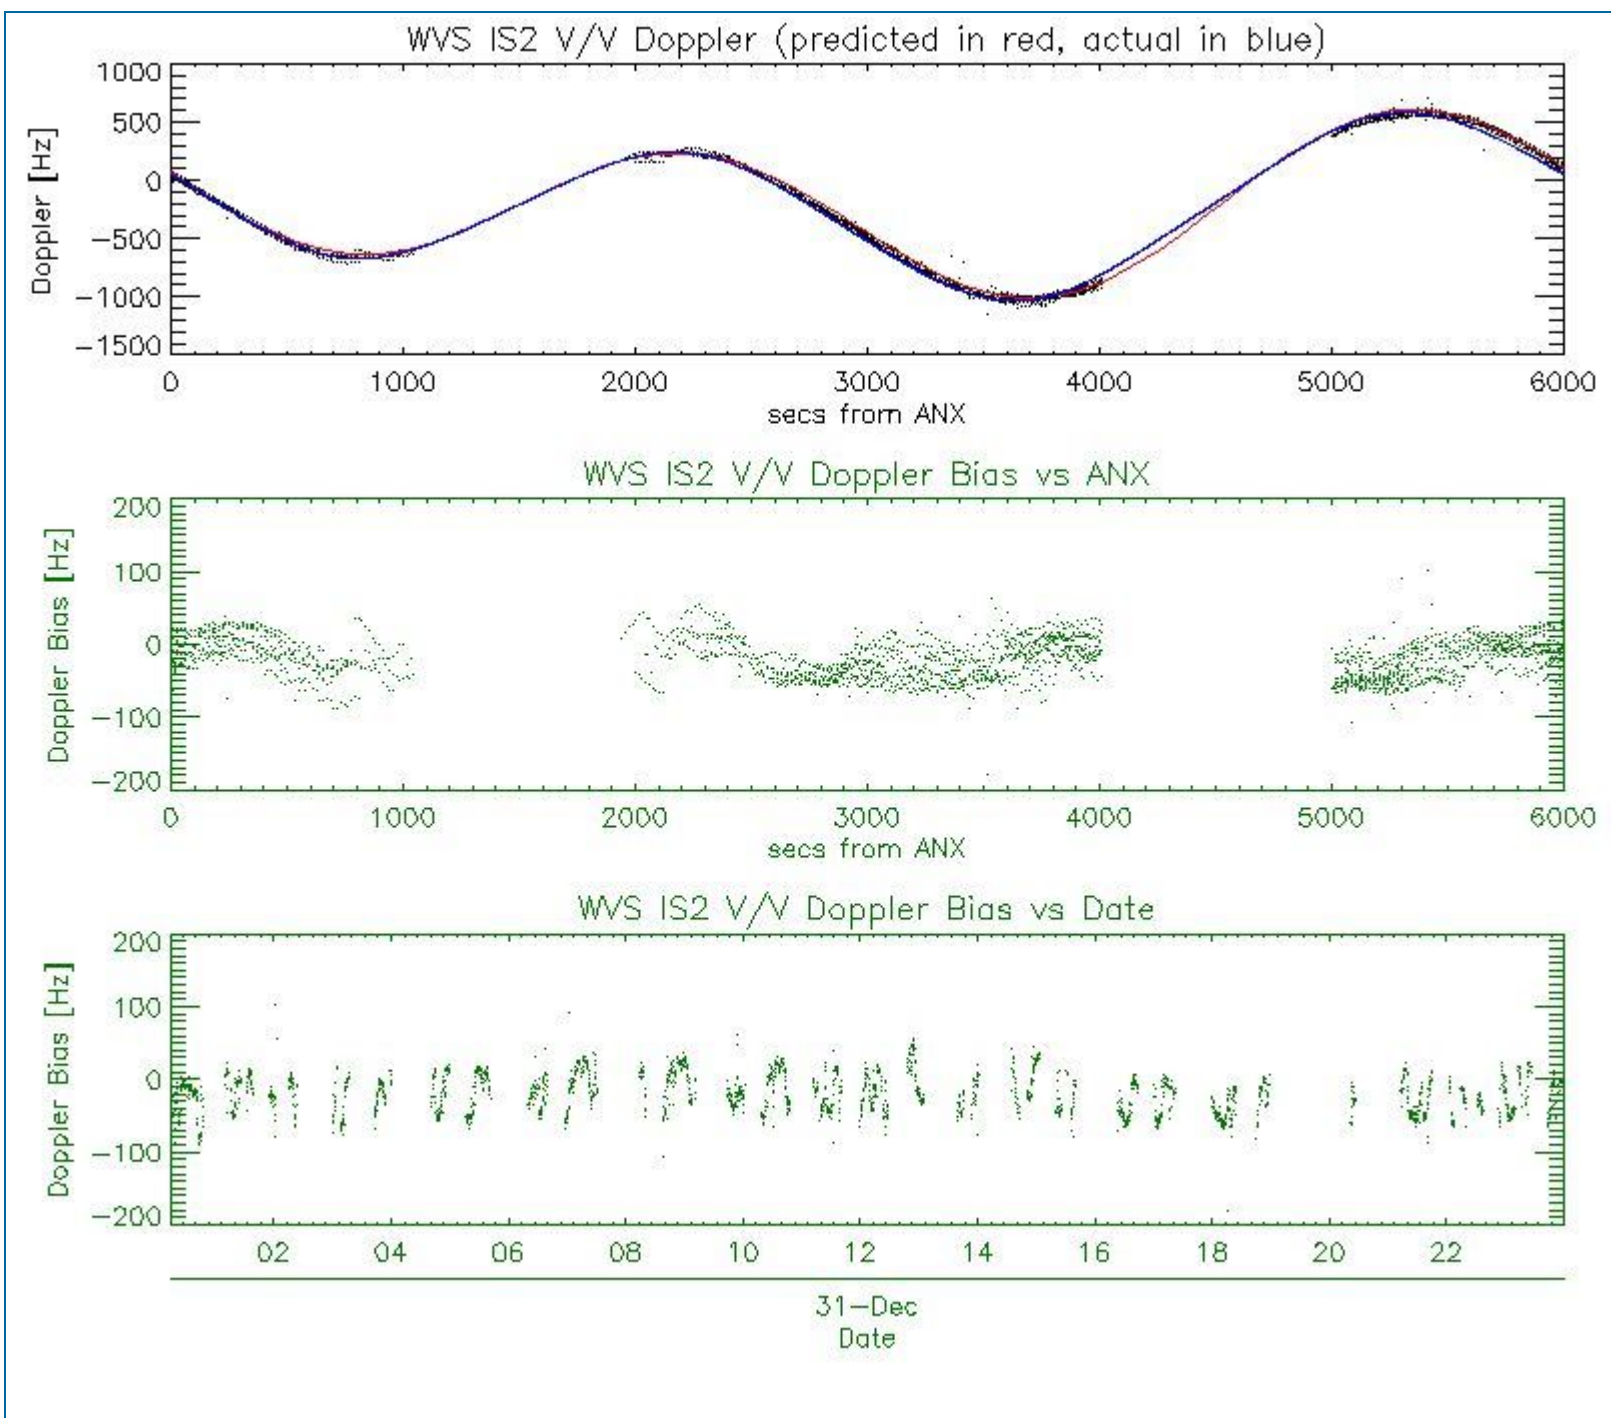 WVS IS2 V/V Doppler (predicted in red, actual in blue)
Doppler [Hz]
1000
500
0
−500
−1000
−1500
0 1000 2000 3000 4000 5000 6000
secs from ANX
WVS IS2 V/V Doppler Bias vs ANX
Doppler Bias [Hz]
200
100
0
−100
−200
0 1000 2000 3000 4000 5000 6000
secs from ANX
WVS IS2 V/V Doppler Bias vs Date
Doppler Bias [Hz]
200
100
0
−100
−200
02 04 06 08 10 12 14 16 18 20 22
31−Dec
Date